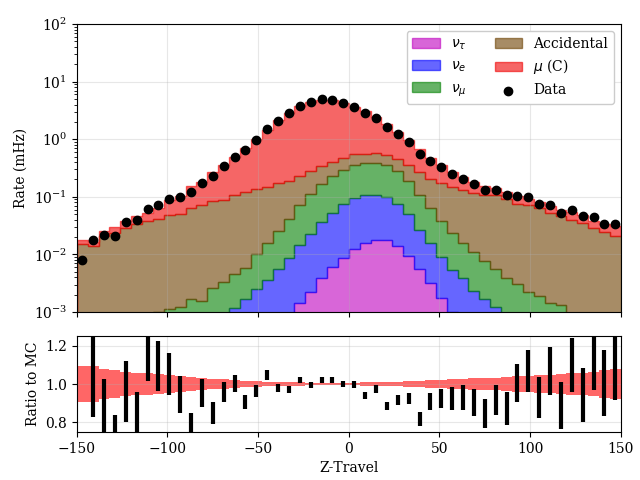 10²
10¹
10⁰
10⁻¹
10⁻²
10⁻³
Rate (mHz)
ν_τ
ν_e
ν_μ
Accidental
μ (C)
Data
1.2
1.0
0.8
Ratio to MC
−150 −100 −50 0 50 100 150
Z-Travel